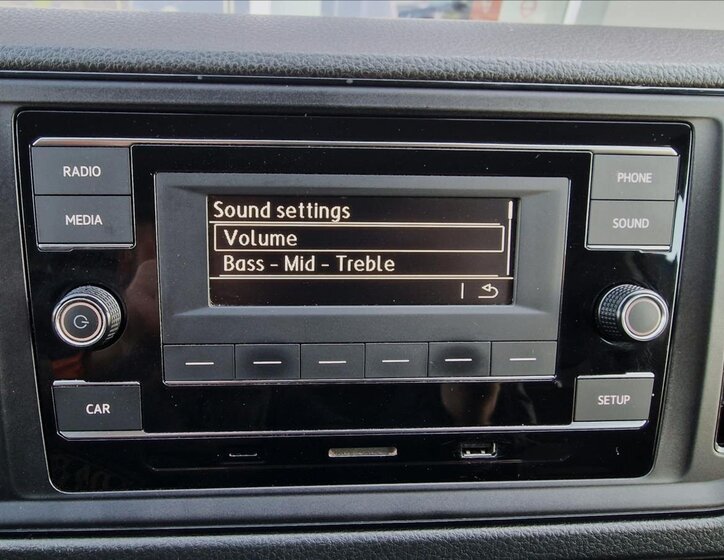 RADIO
MEDIA
CAR
Sound settings
Volume
Bass - Mid - Treble
PHONE
SOUND
SETUP